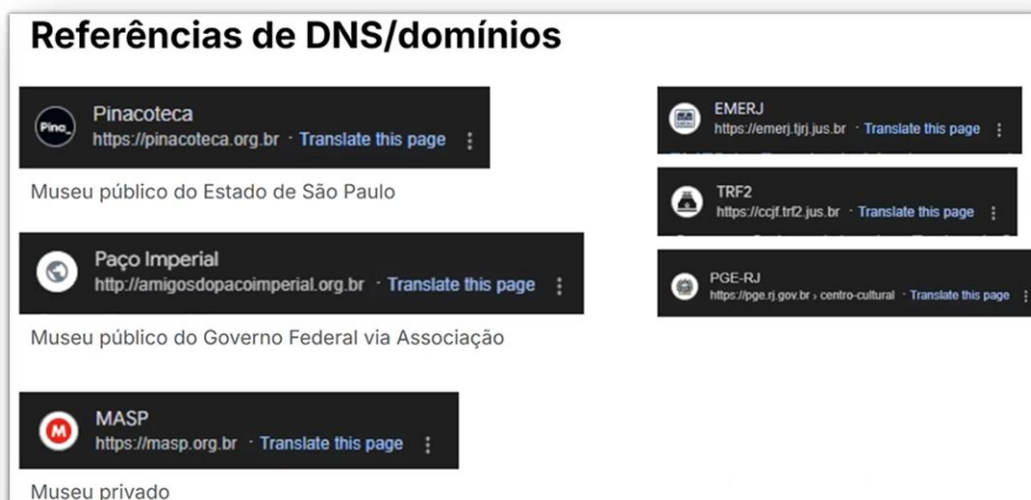 Referências de DNS/domínios
Pina_
Pinacoteca
https://pinacoteca.org.br · Translate this page
Museu público do Estado de São Paulo
Paço Imperial
http://amigosdopacoimperial.org.br · Translate this page
Museu público do Governo Federal via Associação
M
MASP
https://masp.org.br · Translate this page
Museu privado
EMERJ
https://emerj.tjrj.jus.br · Translate this page
TRF2
https://ccjf.trf2.jus.br · Translate this page
PGE-RJ
https://pge.rj.gov.br › centro-cultural · Translate this page